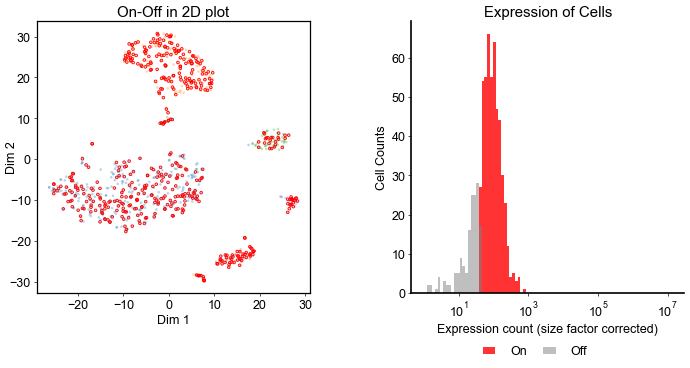 On-Off in 2D plot
30
20
10
0
−10
−20
−30
Dim 2
−20 −10 0 10 20 30
Dim 1
Expression of Cells
60
50
40
30
20
10
0
Cell Counts
10^1 10^3 10^5 10^7
Expression count (size factor corrected)
On Off